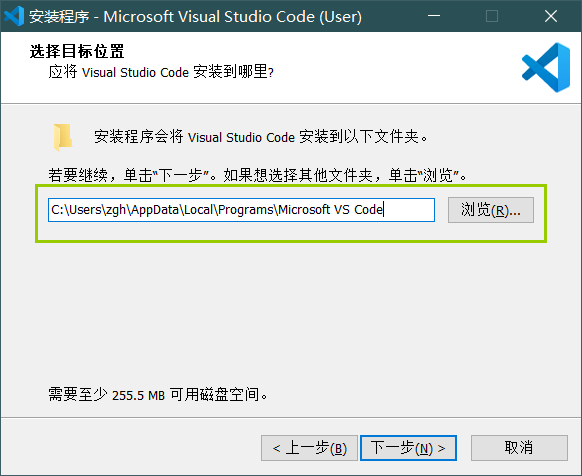 安装程序 - Microsoft Visual Studio Code (User)
选择目标位置
应将 Visual Studio Code 安装到哪里?
安装程序会将 Visual Studio Code 安装到以下文件夹。
若要继续，单击“下一步”。如果想选择其他文件夹，单击“浏览”。
C:\Users\zgh\AppData\Local\Programs\Microsoft VS Code
浏览(R)...
需要至少 255.5 MB 可用磁盘空间。
< 上一步(B)
下一步(N) >
取消